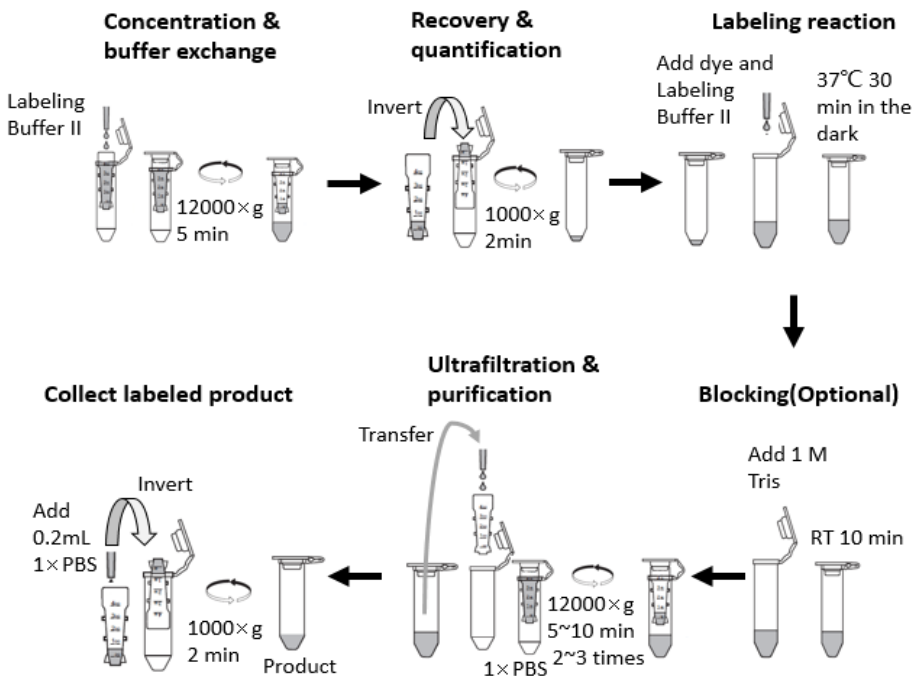 Concentration &
buffer exchange
Labeling
Buffer II
12000×g
5 min
Recovery &
quantification
Invert
1000×g
2min
Labeling reaction
Add dye and
Labeling
Buffer II
37℃ 30
min in the
dark
Blocking(Optional)
Add 1 M
Tris
RT 10 min
Ultrafiltration &
purification
Transfer
12000×g
5~10 min
2~3 times
1×PBS
Collect labeled product
Invert
Add
0.2mL
1×PBS
1000×g
2 min
Product